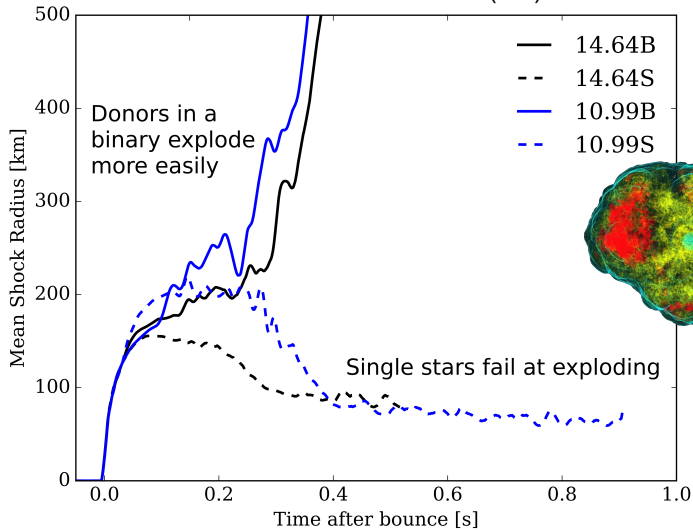 500
400
300
200
100
0
Mean Shock Radius [km]
Donors in a
binary explode
more easily
14.64B
14.64S
10.99B
10.99S
Single stars fail at exploding
0.0 0.2 0.4 0.6 0.8 1.0
Time after bounce [s]